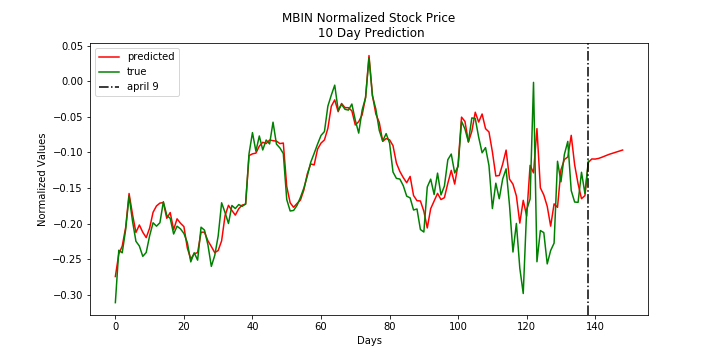 MBIN Normalized Stock Price
10 Day Prediction
predicted
true
april 9
0.05
0.00
−0.05
−0.10
−0.15
−0.20
−0.25
−0.30
Normalized Values
0
20
40
60
80
100
120
140
Days